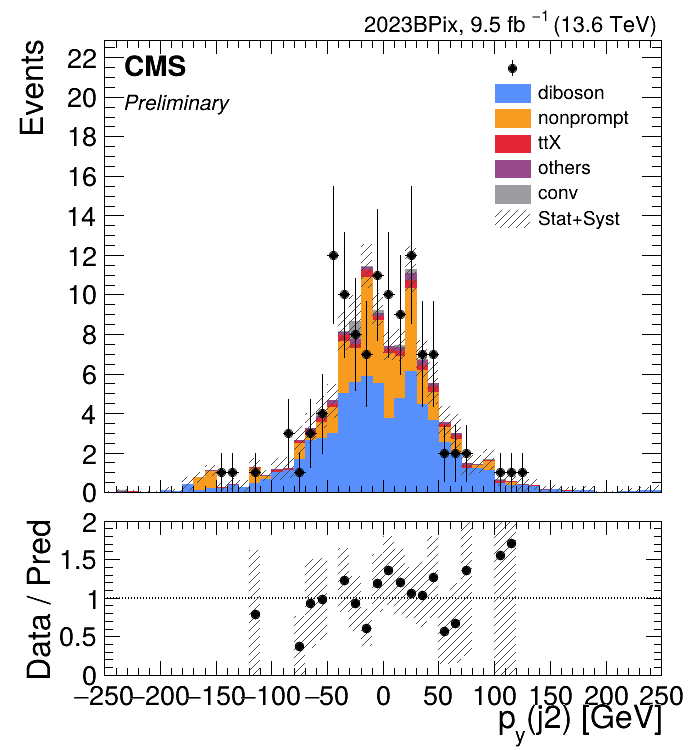 2023BPix, 9.5 fb⁻¹ (13.6 TeV)
CMS
Preliminary
Events
22
20
18
16
14
12
10
8
6
4
2
0
diboson
nonprompt
ttX
others
conv
Stat+Syst
Data / Pred
2
1.5
1
0.5
0
−250 −200 −150 −100 −50 0 50 100 150 200 250
p_y(j2) [GeV]